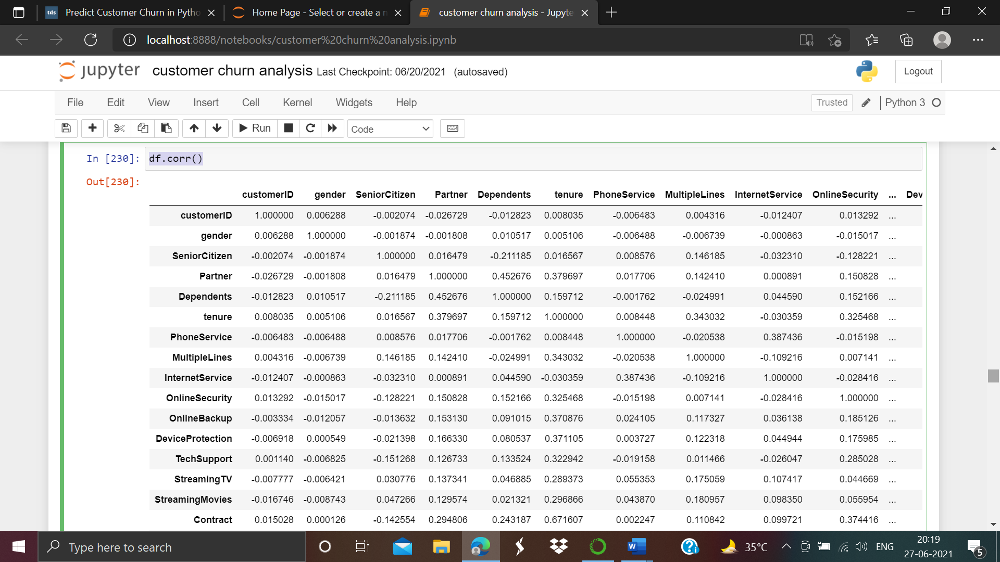 tds Predict Customer Churn in Pytho
Home Page - Select or create a n
customer churn analysis - Jupyte
localhost:8888/notebooks/customer%20churn%20analysis.ipynb
jupyter customer churn analysis Last Checkpoint: 06/20/2021 (autosaved)
Logout
File Edit View Insert Cell Kernel Widgets Help
Trusted Python 3
Run Code
In [230]: df.corr()
Out[230]:
customerID gender SeniorCitizen Partner Dependents tenure PhoneService MultipleLines InternetService OnlineSecurity ... Dev
customerID 1.000000 0.006288 -0.002074 -0.026729 -0.012823 0.008035 -0.006483 0.004316 -0.012407 0.013292 ...
gender 0.006288 1.000000 -0.001874 -0.001808 0.010517 0.005106 -0.006488 -0.006739 -0.000863 -0.015017 ...
SeniorCitizen -0.002074 -0.001874 1.000000 0.016479 -0.211185 0.016567 0.008576 0.146185 -0.032310 -0.128221 ...
Partner -0.026729 -0.001808 0.016479 1.000000 0.452676 0.379697 0.017706 0.142410 0.000891 0.150828 ...
Dependents -0.012823 0.010517 -0.211185 0.452676 1.000000 0.159712 -0.001762 -0.024991 0.044590 0.152166 ...
tenure 0.008035 0.005106 0.016567 0.379697 0.159712 1.000000 0.008448 0.343032 -0.030359 0.325468 ...
PhoneService -0.006483 -0.006488 0.008576 0.017706 -0.001762 0.008448 1.000000 -0.020538 0.387436 -0.015198 ...
MultipleLines 0.004316 -0.006739 0.146185 0.142410 -0.024991 0.343032 -0.020538 1.000000 -0.109216 0.007141 ...
InternetService -0.012407 -0.000863 -0.032310 0.000891 0.044590 -0.030359 0.387436 -0.109216 1.000000 -0.028416 ...
OnlineSecurity 0.013292 -0.015017 -0.128221 0.150828 0.152166 0.325468 -0.015198 0.007141 -0.028416 1.000000 ...
OnlineBackup -0.003334 -0.012057 -0.013632 0.153130 0.091015 0.370876 0.024105 0.117327 0.036138 0.185126 ...
DeviceProtection -0.006918 0.000549 -0.021398 0.166330 0.080537 0.371105 0.003727 0.122318 0.044944 0.175985 ...
TechSupport 0.001140 -0.006825 -0.151268 0.126733 0.133524 0.322942 -0.019158 0.011466 -0.026047 0.285028 ...
StreamingTV -0.007777 -0.006421 0.030776 0.137341 0.046885 0.289373 0.055353 0.175059 0.107417 0.044669 ...
StreamingMovies -0.016746 -0.008743 0.047266 0.129574 0.021321 0.296866 0.043870 0.180957 0.098350 0.055954 ...
Contract 0.015028 0.000126 -0.142554 0.294806 0.243187 0.671607 0.002247 0.110842 0.099721 0.374416 ...
Type here to search
W
35°C
ENG
20:19
27-06-2021
5